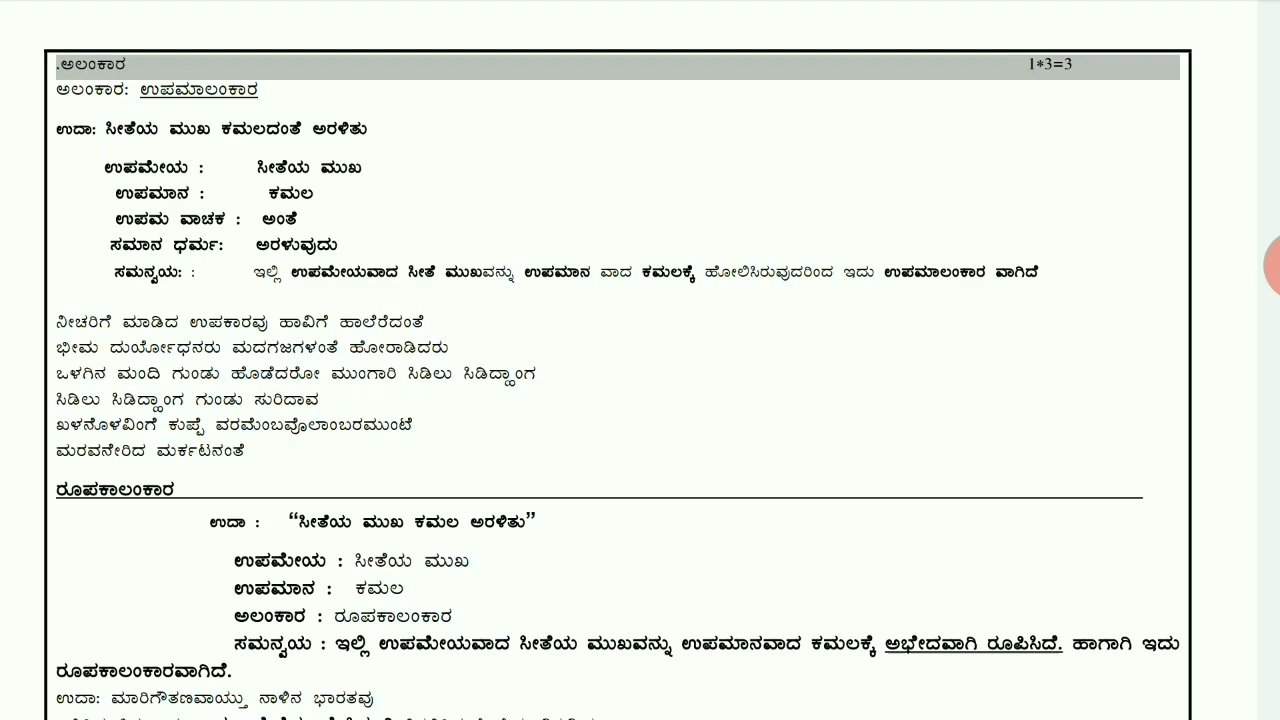 .ಅಲಂಕಾರ 1*3=3
ಅಲಂಕಾರ: ಉಪಮಾಲಂಕಾರ
ಉದಾ: ಸೀತೆಯ ಮುಖ ಕಮಲದಂತೆ ಅರಳಿತು
ಉಪಮೇಯ : ಸೀತೆಯ ಮುಖ
ಉಪಮಾನ : ಕಮಲ
ಉಪಮ ವಾಚಕ : ಅಂತೆ
ಸಮಾನ ಧರ್ಮ: ಅರಳುವುದು
ಸಮನ್ವಯ: : ಇಲ್ಲಿ ಉಪಮೇಯವಾದ ಸೀತೆ ಮುಖವನ್ನು ಉಪಮಾನ ವಾದ ಕಮಲಕ್ಕೆ ಹೋಲಿಸಿರುವುದರಿಂದ ಇದು ಉಪಮಾಲಂಕಾರ ವಾಗಿದೆ
ನೀಚರಿಗೆ ಮಾಡಿದ ಉಪಕಾರವು ಹಾವಿಗೆ ಹಾಲೆರೆದಂತೆ
ಭೀಮ ದುರ್ಯೋಧನರು ಮದಗಜಗಳಂತೆ ಹೋರಾಡಿದರು
ಒಳಗಿನ ಮಂದಿ ಗುಂಡು ಹೊಡೆದರೋ ಮುಂಗಾರಿ ಸಿಡಿಲು ಸಿಡಿದ್ಹಾಂಗ
ಸಿಡಿಲು ಸಿಡಿದ್ಹಾಂಗ ಗುಂಡು ಸುರಿದಾವ
ಖಳನೊಳವಿಂಗೆ ಕುಪ್ಪೆ ವರಮೆಂಬವೊಲಾಂಬರಮುಂಟೆ
ಮರವನೇರಿದ ಮರ್ಕಟನಂತೆ
ರೂಪಕಾಲಂಕಾರ
ಉದಾ : “ಸೀತೆಯ ಮುಖ ಕಮಲ ಅರಳಿತು”
ಉಪಮೇಯ : ಸೀತೆಯ ಮುಖ
ಉಪಮಾನ : ಕಮಲ
ಅಲಂಕಾರ : ರೂಪಕಾಲಂಕಾರ
ಸಮನ್ವಯ : ಇಲ್ಲಿ ಉಪಮೇಯವಾದ ಸೀತೆಯ ಮುಖವನ್ನು ಉಪಮಾನವಾದ ಕಮಲಕ್ಕೆ ಅಭೇದವಾಗಿ ರೂಪಿಸಿದೆ. ಹಾಗಾಗಿ ಇದು
ರೂಪಕಾಲಂಕಾರವಾಗಿದೆ.
ಉದಾ: ಮಾರಿಗೌತಣವಾಯ್ತು ನಾಳಿನ ಭಾರತವು